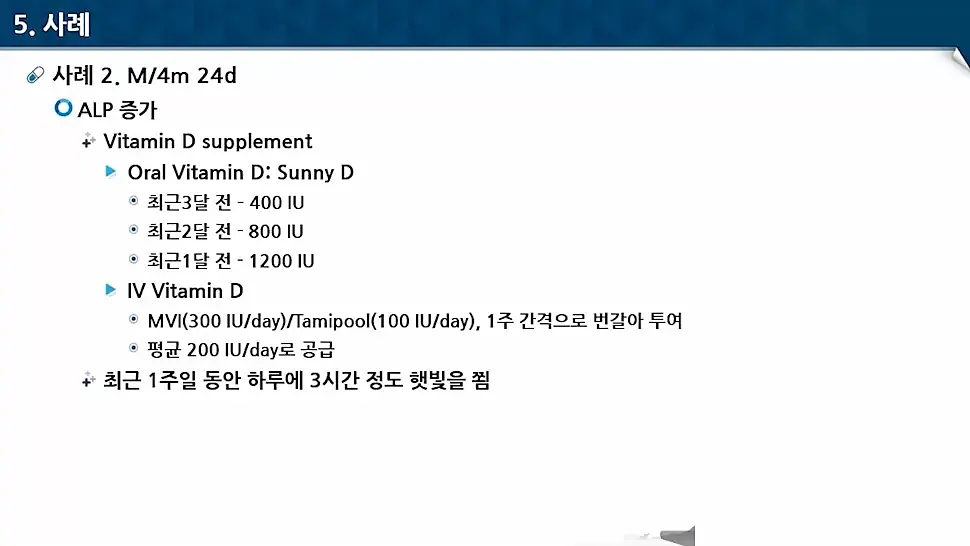 5. 사례
사례 2. M/4m 24d
ALP 증가
Vitamin D supplement
Oral Vitamin D: Sunny D
최근3달 전 - 400 IU
최근2달 전 - 800 IU
최근1달 전 - 1200 IU
IV Vitamin D
MVI(300 IU/day)/Tamipool(100 IU/day), 1주 간격으로 번갈아 투여
평균 200 IU/day로 공급
최근 1주일 동안 하루에 3시간 정도 햇빛을 쬠